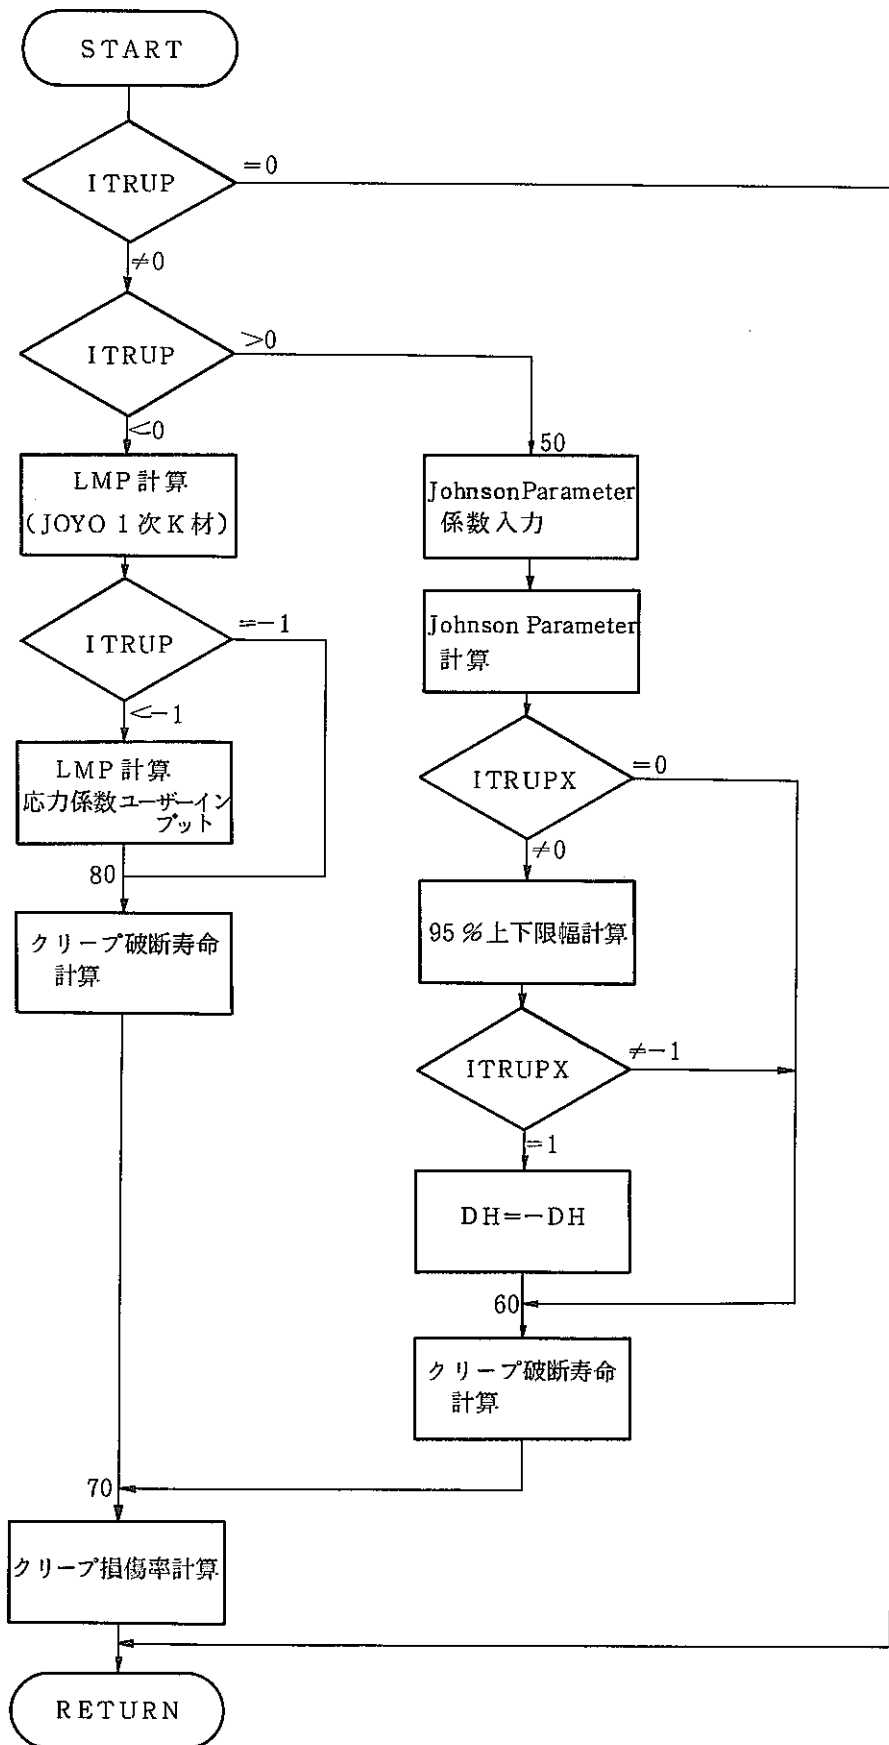 START
ITRUP
=0
≠0
ITRUP
>0
<0
LMP計算
(JOYO 1次K材)
ITRUP
=-1
<-1
LMP計算
応力係数ユーザーイン
プット
80
クリープ破断寿命
計算
50
Johnson Parameter
係数入力
Johnson Parameter
計算
ITRUPX
=0
≠0
95%上下限幅計算
ITRUPX
≠-1
=1
DH=-DH
60
クリープ破断寿命
計算
70
クリープ損傷率計算
RETURN